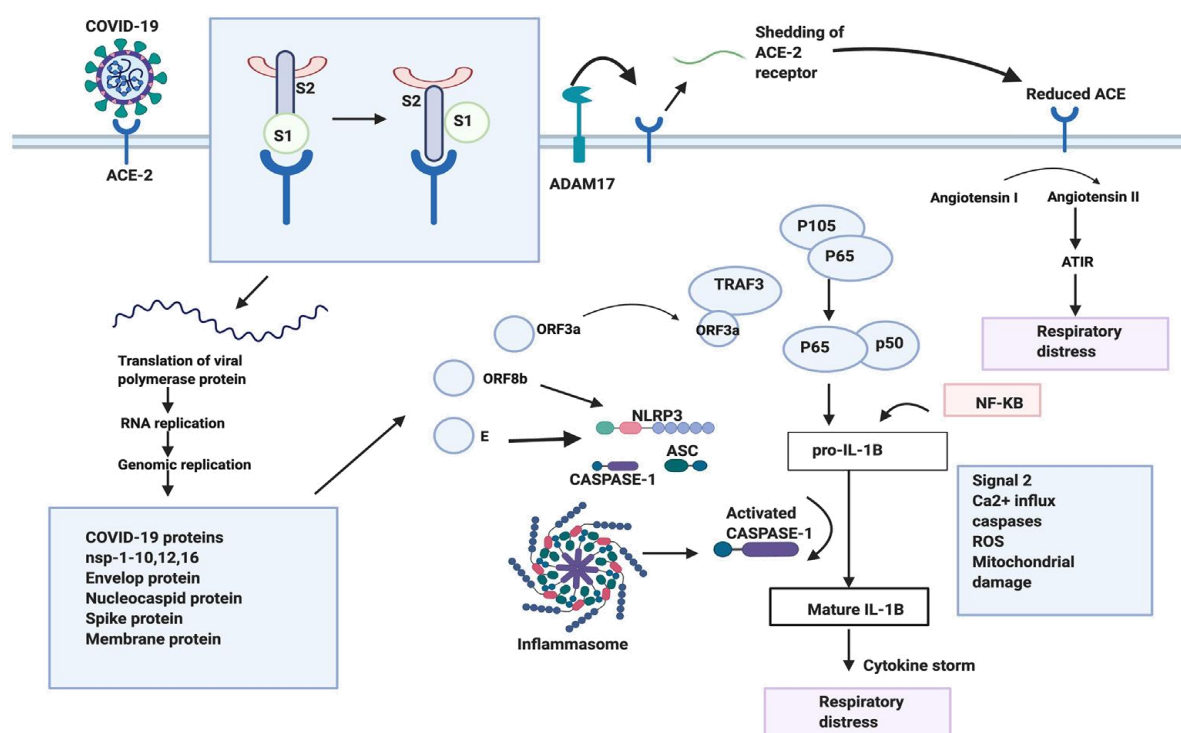 COVID-19
ACE-2
S2
S1
S2
S1
ADAM17
Shedding of
ACE-2
receptor
Reduced ACE
Angiotensin I
Angiotensin II
ATIR
Respiratory
distress
Translation of viral
polymerase protein
RNA replication
Genomic replication
COVID-19 proteins
nsp-1-10,12,16
Envelop protein
Nucleocaspid protein
Spike protein
Membrane protein
ORF3a
ORF8b
E
TRAF3
ORF3a
NLRP3
ASC
CASPASE-1
Inflammasome
Activated
CASPASE-1
P105
P65
P65
p50
NF-KB
pro-IL-1B
Signal 2
Ca2+ influx
caspases
ROS
Mitochondrial
damage
Mature IL-1B
Cytokine storm
Respiratory
distress